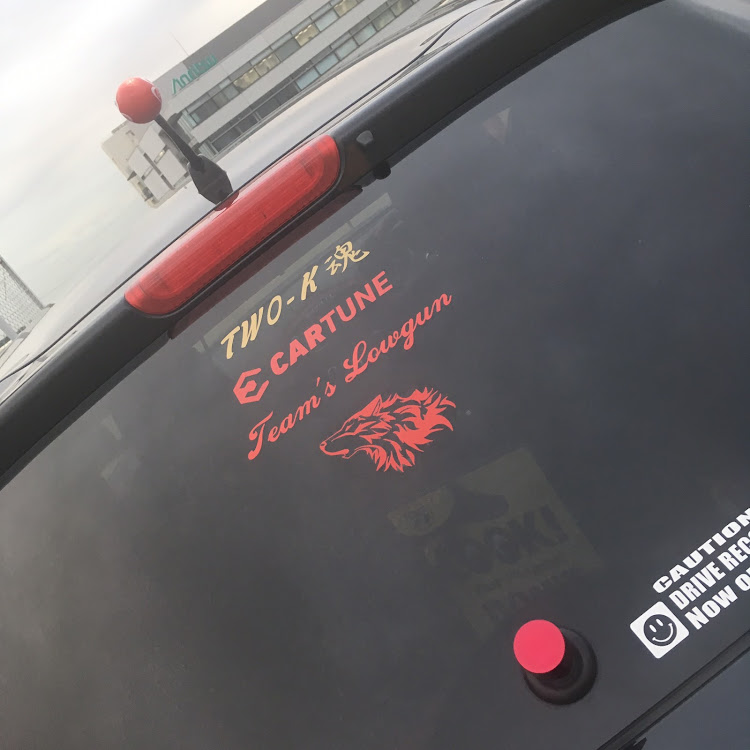 TWO-K魂
CARTUNE
Team's Lowgun
CAUTION
DRIVE REC
Now O